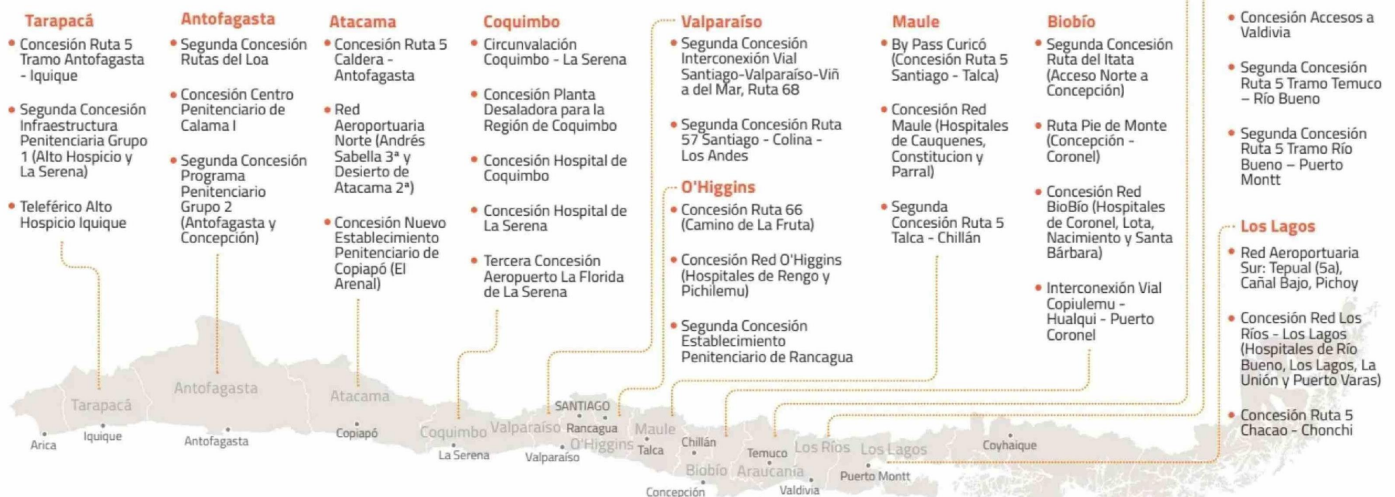 Tarapacá
• Concesión Ruta 5
Tramo Antofagasta
- Iquique
• Segunda Concesión
Infraestructura
Penitenciaria Grupo
1 (Alto Hospicio y
La Serena)
• Teleférico Alto
Hospicio Iquique
Antofagasta
• Segunda Concesión
Rutas del Loa
• Concesión Centro
Penitenciario de
Calama I
• Segunda Concesión
Programa
Penitenciario
Grupo 2
(Antofagasta y
Concepción)
Atacama
• Concesión Ruta 5
Caldera -
Antofagasta
• Red
Aeroportuaria
Norte (Andrés
Sabella 3ª y
Desierto de
Atacama 2ª)
• Concesión Nuevo
Establecimiento
Penitenciario de
Copiapó (El
Arenal)
Coquimbo
• Circunvalación
Coquimbo - La Serena
• Concesión Planta
Desaladora para la
Región de Coquimbo
• Concesión Hospital de
Coquimbo
• Concesión Hospital de
La Serena
• Tercera Concesión
Aeropuerto La Florida
de La Serena
Valparaíso
• Segunda Concesión
Interconexión Vial
Santiago-Valparaíso-Viñ
a del Mar, Ruta 68
• Segunda Concesión Ruta
57 Santiago - Colina -
Los Andes
O'Higgins
• Concesión Ruta 66
(Camino de La Fruta)
• Concesión Red O'Higgins
(Hospitales de Rengo y
Pichilemu)
• Segunda Concesión
Establecimiento
Penitenciario de Rancagua
Maule
• By Pass Curicó
(Concesión Ruta 5
Santiago - Talca)
• Concesión Red
Maule (Hospitales
de Cauquenes,
Constitucion y
Parral)
• Segunda
Concesión Ruta 5
Talca - Chillán
Biobío
• Segunda Concesión
Ruta del Itata
(Acceso Norte a
Concepción)
• Ruta Pie de Monte
(Concepción -
Coronel)
• Concesión Red
BioBío (Hospitales
de Coronel, Lota,
Nacimiento y Santa
Bárbara)
• Interconexión Vial
Copiulemu -
Hualqui - Puerto
Coronel
• Concesión Accesos a
Valdivia
• Segunda Concesión
Ruta 5 Tramo Temuco
– Río Bueno
• Segunda Concesión
Ruta 5 Tramo Río
Bueno – Puerto
Montt
Los Lagos
• Red Aeroportuaria
Sur: Tepual (5a),
Cañal Bajo, Pichoy
• Concesión Red Los
Ríos - Los Lagos
(Hospitales de Río
Bueno, Los Lagos, La
Unión y Puerto Varas)
• Concesión Ruta 5
Chacao - Chonchi
Tarapacá
Antofagasta
Atacama
Coquimbo
Valparaíso
O'Higgins
Maule
Biobío
Araucanía
Los Ríos
Los Lagos
Arica
Iquique
Antofagasta
Copiapó
La Serena
Valparaíso
SANTIAGO
Rancagua
Talca
Chillán
Concepción
Temuco
Valdivia
Puerto Montt
Coyhaique